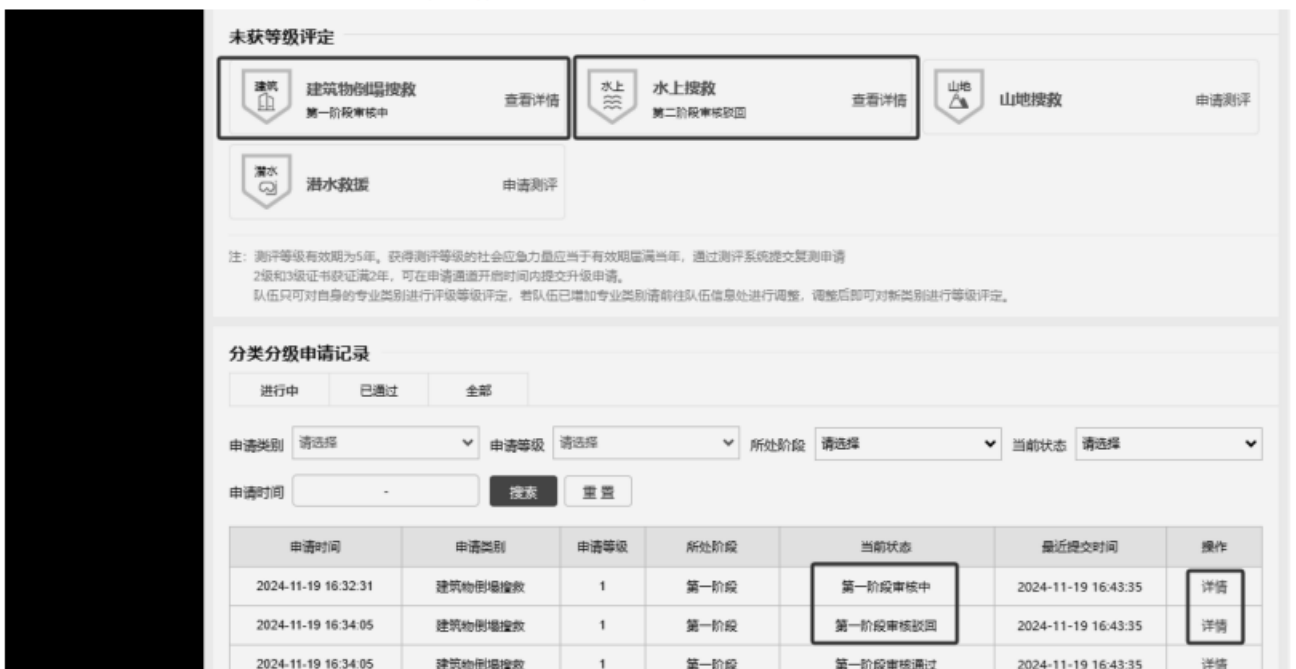 未获等级评定
建筑 建筑物倒塌搜救 查看详情 水上 水上搜救 查看详情 山地 山地搜救 申请测评
第一阶段审核中 第二阶段审核驳回
潜水 潜水救援 申请测评
注：测评等级有效期为5年。获得测评等级的社会应急力量应当于有效期届满当年，通过测评系统提交复测申请
2级和3级证书获证满2年，可在申请通道开启时间内提交升级申请。
队伍只可对自身的专业类别进行评级等级评定，若队伍已增加专业类别请前往队伍信息处进行调整，调整后即可对新类别进行等级评定。
分类分级申请记录
进行中 已通过 全部
申请类别 请选择 申请等级 请选择 所处阶段 请选择 当前状态 请选择
申请时间 - 搜索 重置
申请时间 申请类别 申请等级 所处阶段 当前状态 最近提交时间 操作
2024-11-19 16:32:31 建筑物倒塌搜救 1 第一阶段 第一阶段审核中 2024-11-19 16:43:35 详情
2024-11-19 16:34:05 建筑物倒塌搜救 1 第一阶段 第一阶段审核驳回 2024-11-19 16:43:35 详情
2024-11-19 16:34:05 建筑物倒塌搜救 1 第一阶段 第一阶段审核通过 2024-11-19 16:43:35 详情